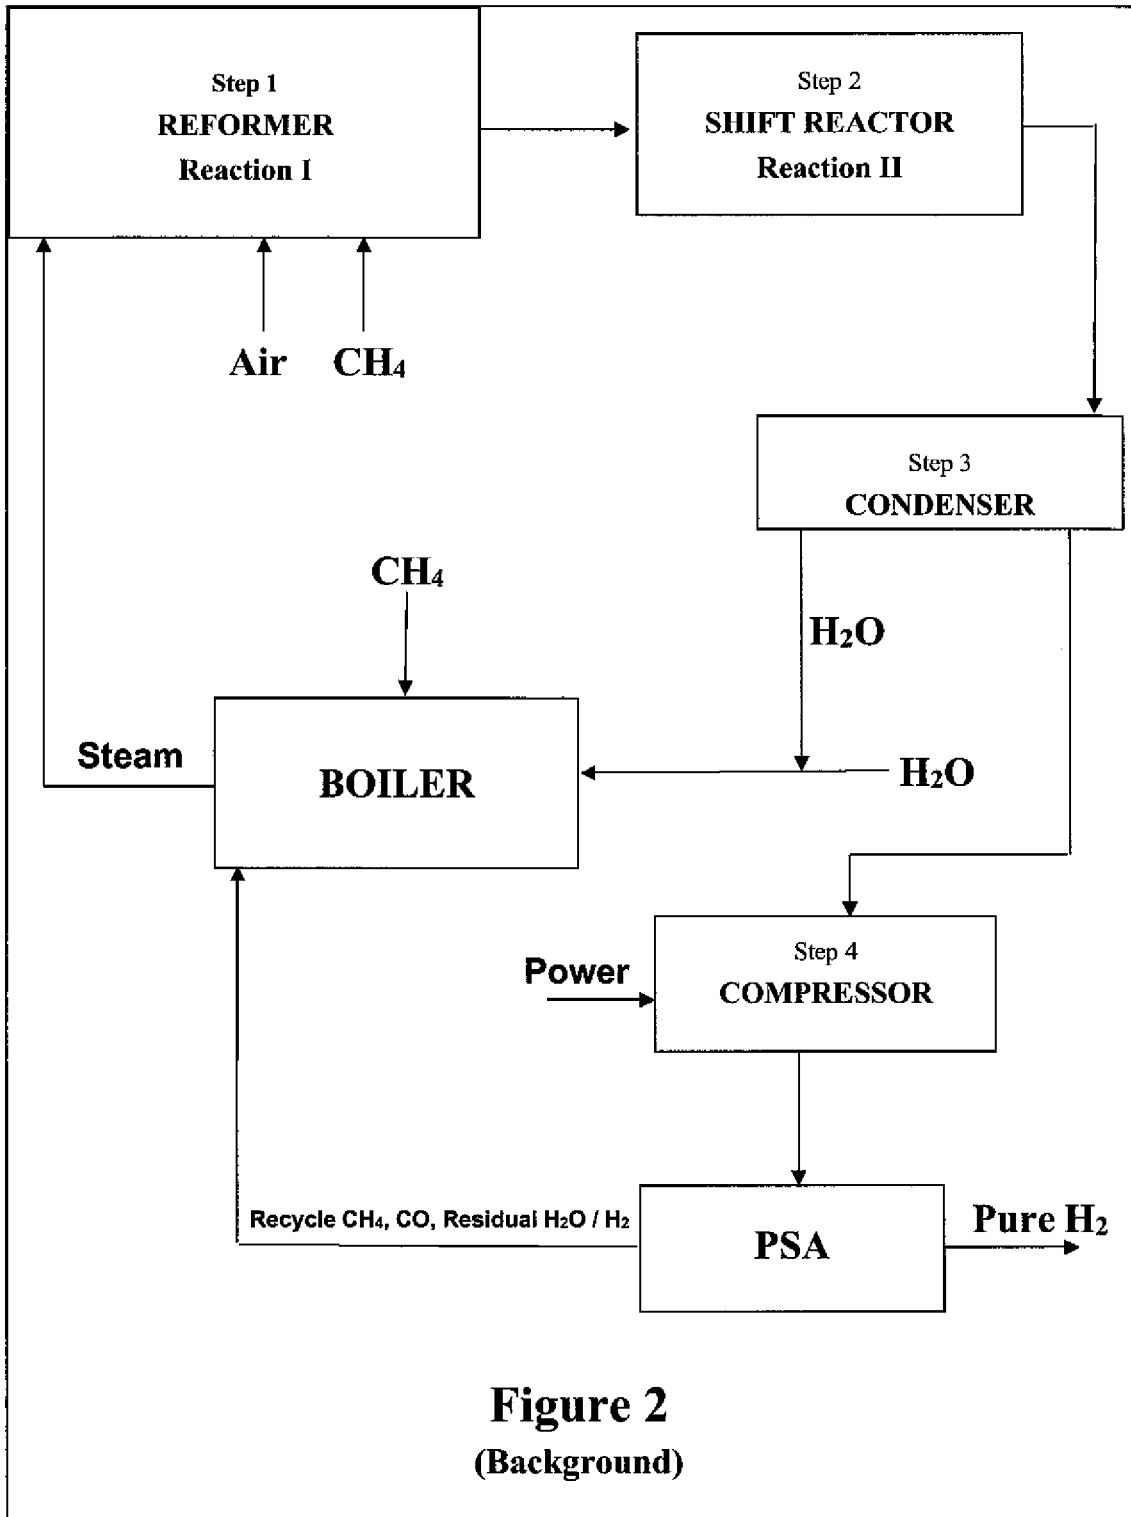 Step 1
REFORMER
Reaction I
Step 2
SHIFT REACTOR
Reaction II
Air
CH₄
Step 3
CONDENSER
CH₄
H₂O
Steam
BOILER
H₂O
Step 4
COMPRESSOR
Power
Recycle CH₄, CO, Residual H₂O / H₂
PSA
Pure H₂
Figure 2
(Background)